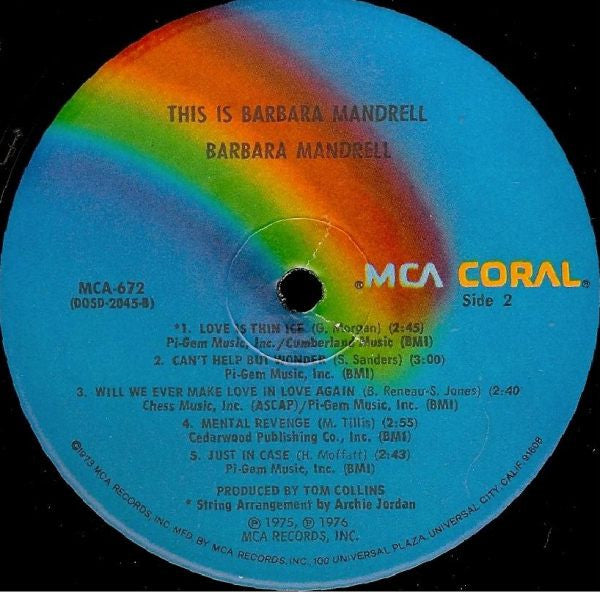 THIS IS BARBARA MANDRELL
BARBARA MANDRELL
MCA CORAL®
MCA-672
(DQSD-2045-B)
Side 2
*1. LOVE IS THIN ICE (G. Morgan) (2:45)
Pi-Gem Music, Inc./Cumberland Music (BMI)
2. CAN'T HELP BUT WONDER (S. Sanders) (3:00)
Pi-Gem Music, Inc. (BMI)
3. WILL WE EVER MAKE LOVE IN LOVE AGAIN (B. Reneau-S. Jones) (2:40
Chess Music, Inc. (ASCAP)/Pi-Gem Music, Inc. (BMI)
4. MENTAL REVENGE (M. Tillis) (2:55)
Cedarwood Publishing Co., Inc. (BMI)
5. JUST IN CASE (H. Moffatt) (2:43)
Pi-Gem Music, Inc. (BMI)
PRODUCED BY TOM COLLINS
* String Arrangement by Archie Jordan
℗ 1975, ℗ 1976
MCA RECORDS, INC.
©1973 MCA RECORDS, INC. MFD. BY MCA RECORDS, INC., 100 UNIVERSAL PLAZA, UNIVERSAL CITY, CALIF. 91608